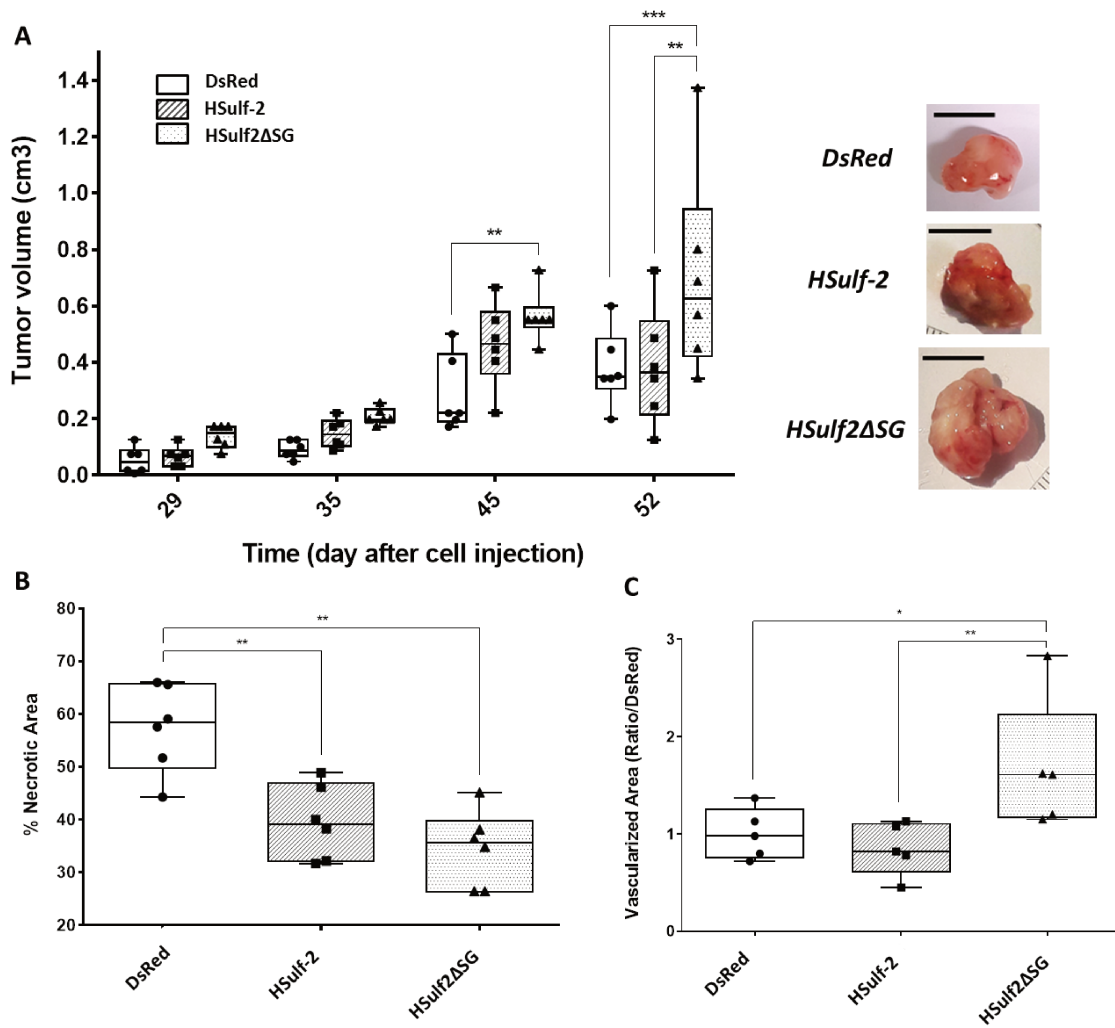 A
***
**
1.4
DsRed
HSulf-2
HSulf2ΔSG
1.2
1.0
0.8
0.6
0.4
0.2
0.0
**
Tumor volume (cm3)
29
35
45
52
Time (day after cell injection)
DsRed
HSulf-2
HSulf2ΔSG
B
80
70
60
50
40
30
20
% Necrotic Area
**
**
DsRed
HSulf-2
HSulf2ΔSG
C
3
2
1
0
Vascularized Area (Ratio/DsRed)
*
**
DsRed
HSulf-2
HSulf2ΔSG